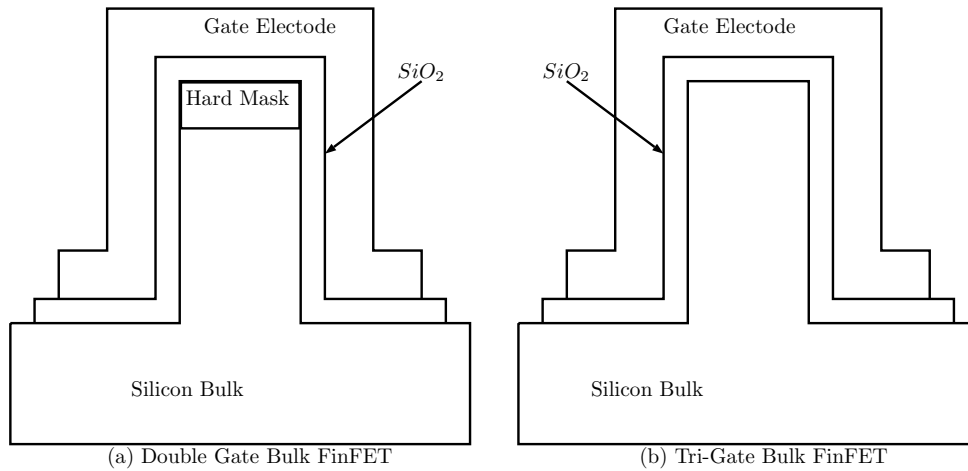 Gate Electode
SiO2
Hard Mask
Silicon Bulk
(a) Double Gate Bulk FinFET
Gate Electode
SiO2
Silicon Bulk
(b) Tri-Gate Bulk FinFET